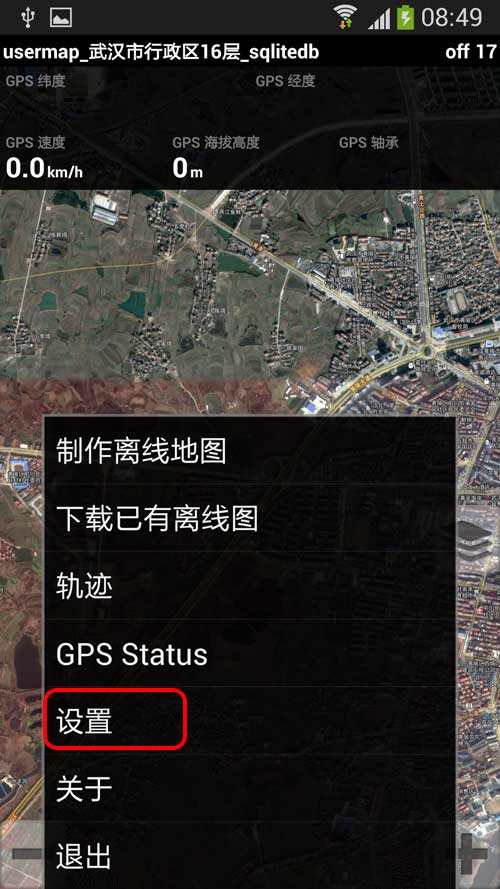 08:49
usermap_武汉市行政区16层_sqlitedb
off 17
GPS 纬度
GPS 经度
GPS 速度
GPS 海拔高度
GPS 轴承
0.0km/h
0m
制作离线地图
下载已有离线图
轨迹
GPS Status
设置
关于
退出